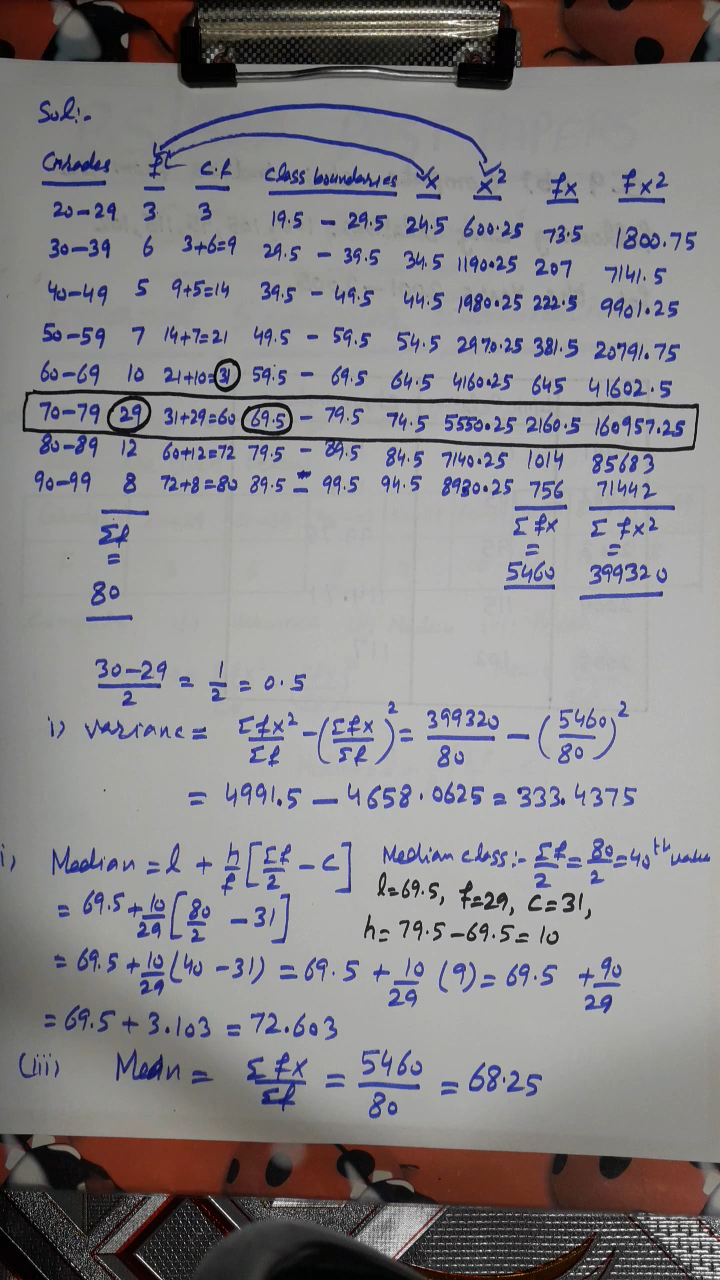 Sol:-
Grades f C.f Class boundaries x x² fx fx²
20-29 3 3 19.5 - 29.5 24.5 600.25 73.5 1800.75
30-39 6 3+6=9 29.5 - 39.5 34.5 1190.25 207 7141.5
40-49 5 9+5=14 39.5 - 49.5 44.5 1980.25 222.5 9901.25
50-59 7 14+7=21 49.5 - 59.5 54.5 2970.25 381.5 20791.75
60-69 10 21+10=31 59.5 - 69.5 64.5 4160.25 645 41602.5
70-79 29 31+29=60 69.5 - 79.5 74.5 5550.25 2160.5 160957.25
80-89 12 60+12=72 79.5 - 89.5 84.5 7140.25 1014 85683
90-99 8 72+8=80 89.5 - 99.5 94.5 8930.25 756 71442
Σf Σfx Σfx²
= = =
80 5460 399320
30-29/2 = 1/2 = 0.5
i) variance = Σfx²/Σf - (Σfx/Σf)² = 399320/80 - (5460/80)²
= 4991.5 - 4658.0625 = 333.4375
i) Median = l + h/f [Σf/2 - c] Median class:- Σf/2 = 80/2 = 40th value
= 69.5 + 10/29 [80/2 - 31] l=69.5, f=29, C=31,
h= 79.5-69.5= 10
= 69.5 + 10/29 (40 - 31) = 69.5 + 10/29 (9) = 69.5 + 90/29
= 69.5 + 3.103 = 72.603
(iii) Mean = Σfx/Σf = 5460/80 = 68.25